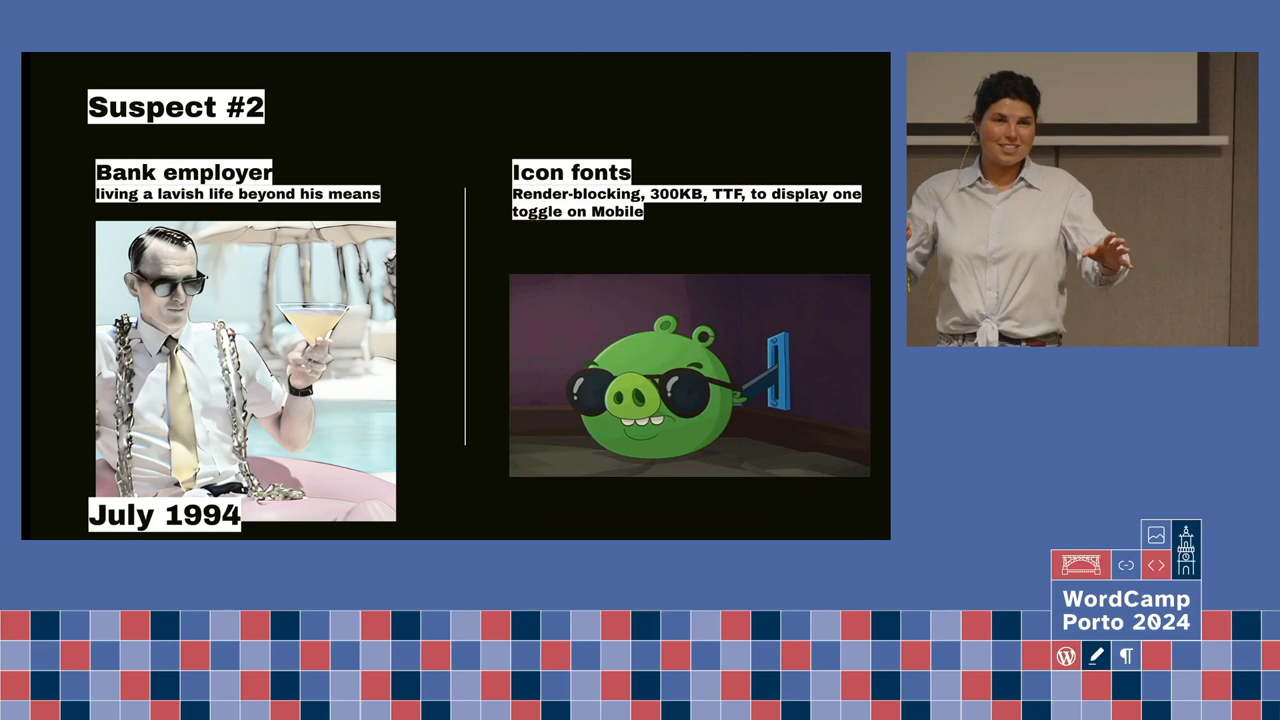 Suspect #2
Bank employer
living a lavish life beyond his means
Icon fonts
Render-blocking, 300KB, TTF, to display one
toggle on Mobile
July 1994
WordCamp
Porto 2024